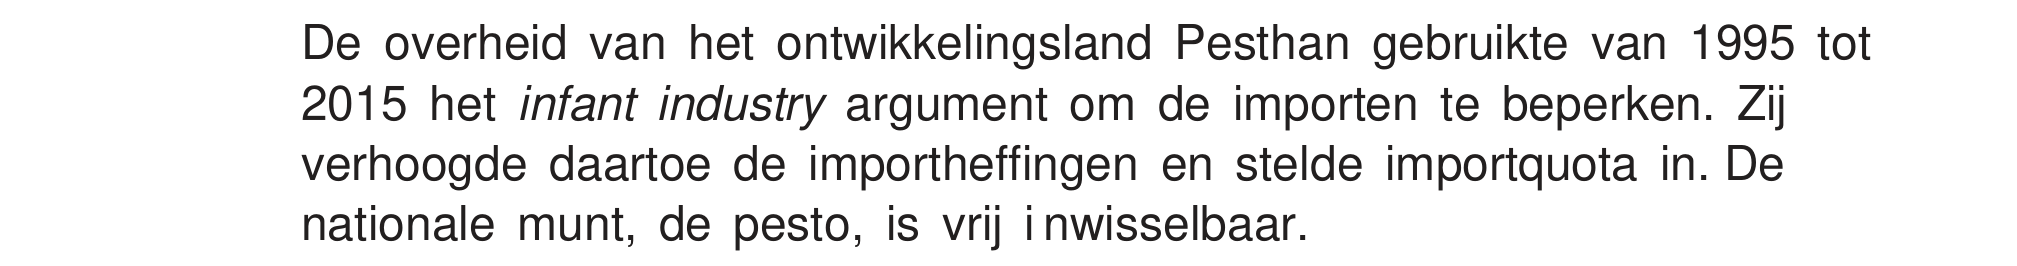 De overheid van het ontwikkelingsland Pesthan gebruikte van 1995 tot
2015 het infant industry argument om de importen te beperken. Zij
verhoogde daartoe de importheffingen en stelde importquota in. De
nationale munt, de pesto, is vrij inwisselbaar.